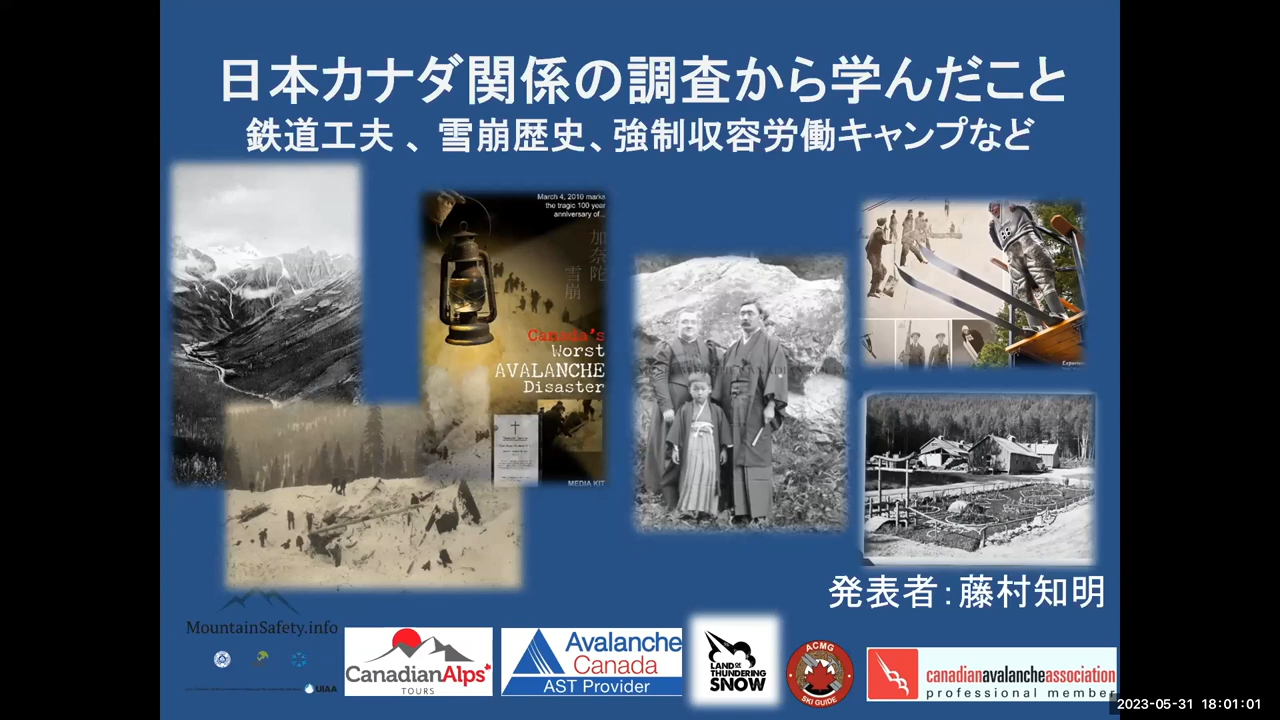 日本カナダ関係の調査から学んだこと
鉄道工夫 、雪崩歴史、強制収容労働キャンプなど
March 4, 2010 marks
the tragic 100 year
anniversary of...
加奈陀
雪崩
Canada's
Worst
AVALANCHE
Disaster
MEDIA KIT
発表者：藤村知明
MountainSafety.info
UIAA
CanadianAlps
TOURS
Avalanche
Canada
AST Provider
LAND OF
THUNDERING
SNOW
ACMG
SKI GUIDE
canadianavalancheassociation
professional member
2023-05-31 18:01:01